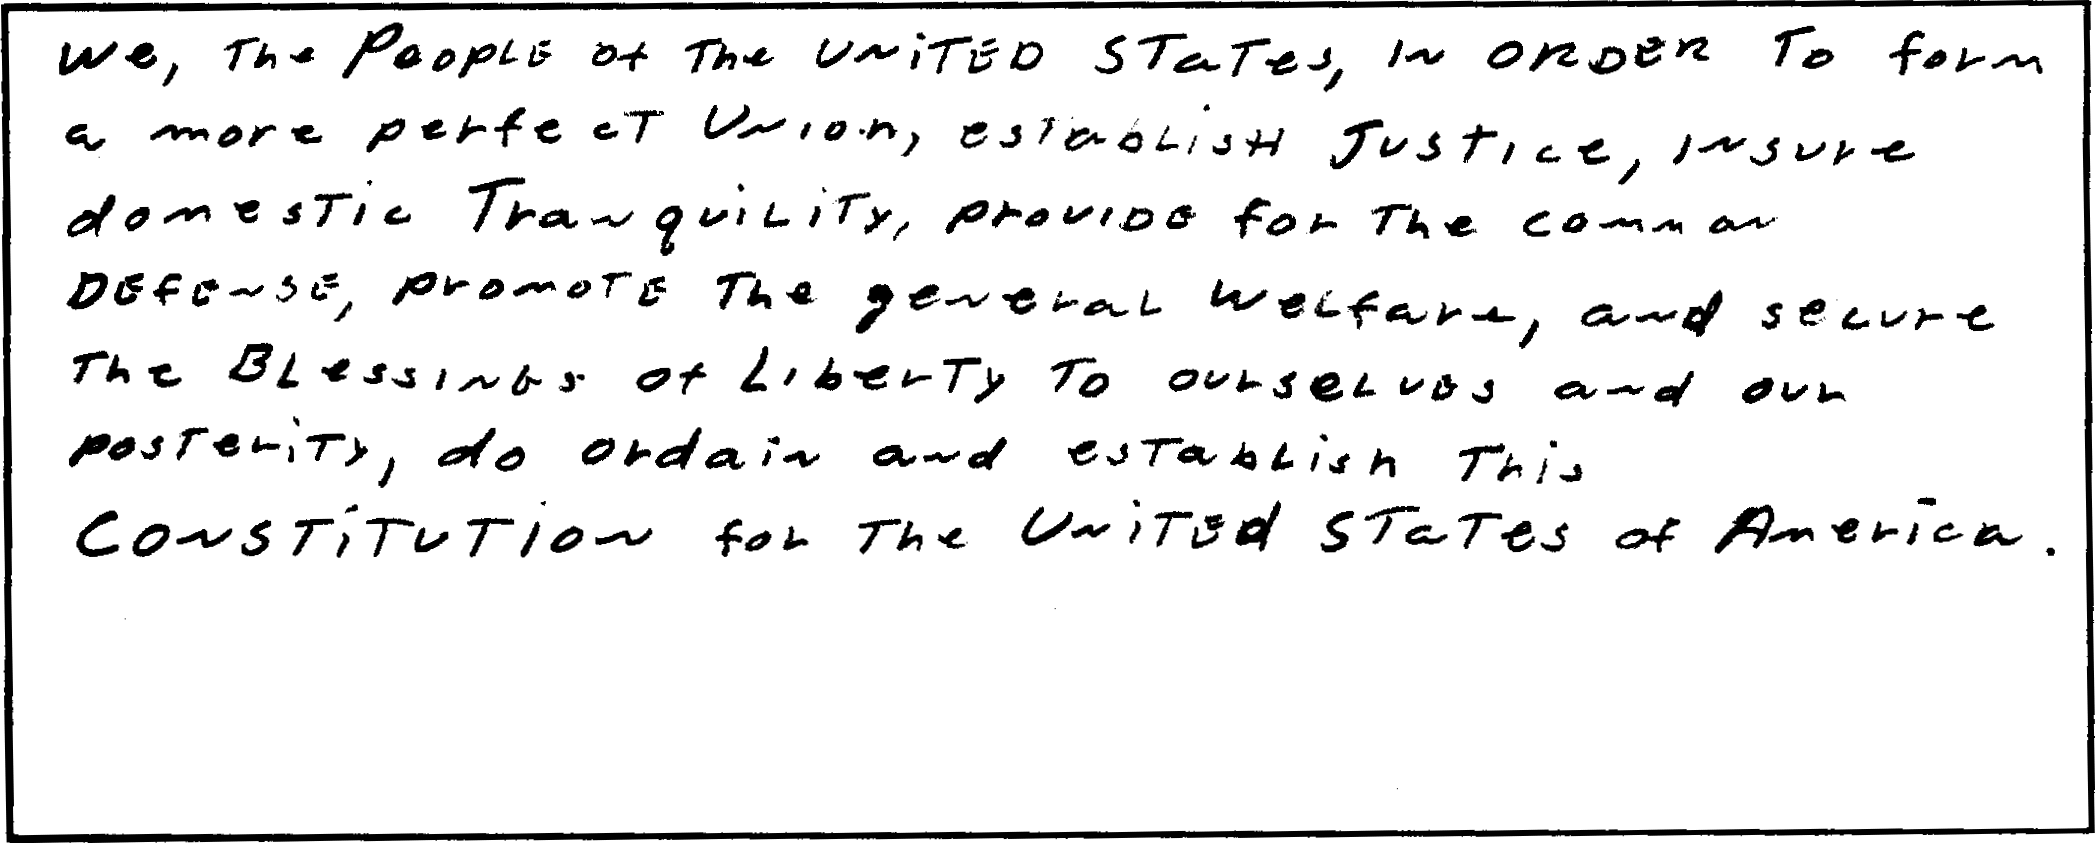 We, The People of The United States, in order To form
a more perfect Union, establish Justice, insure
domestic Tranquility, provide for The common
Defense, promote The general Welfare, and secure
The Blessings of Liberty To ourselves and our
posterity, do ordain and establish This
Constitution for The United States of America.